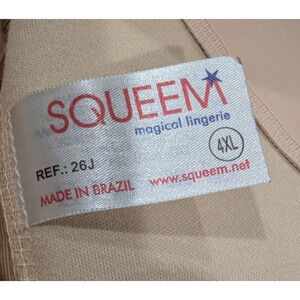 SQUEEM
magical lingerie
REF.: 26J
4XL
MADE IN BRAZIL
www.squeem.net